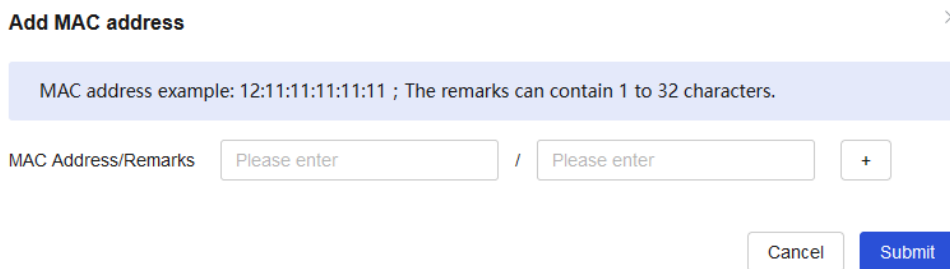 Add MAC address
MAC address example: 12:11:11:11:11:11 ; The remarks can contain 1 to 32 characters.
MAC Address/Remarks Please enter / Please enter +
Cancel Submit